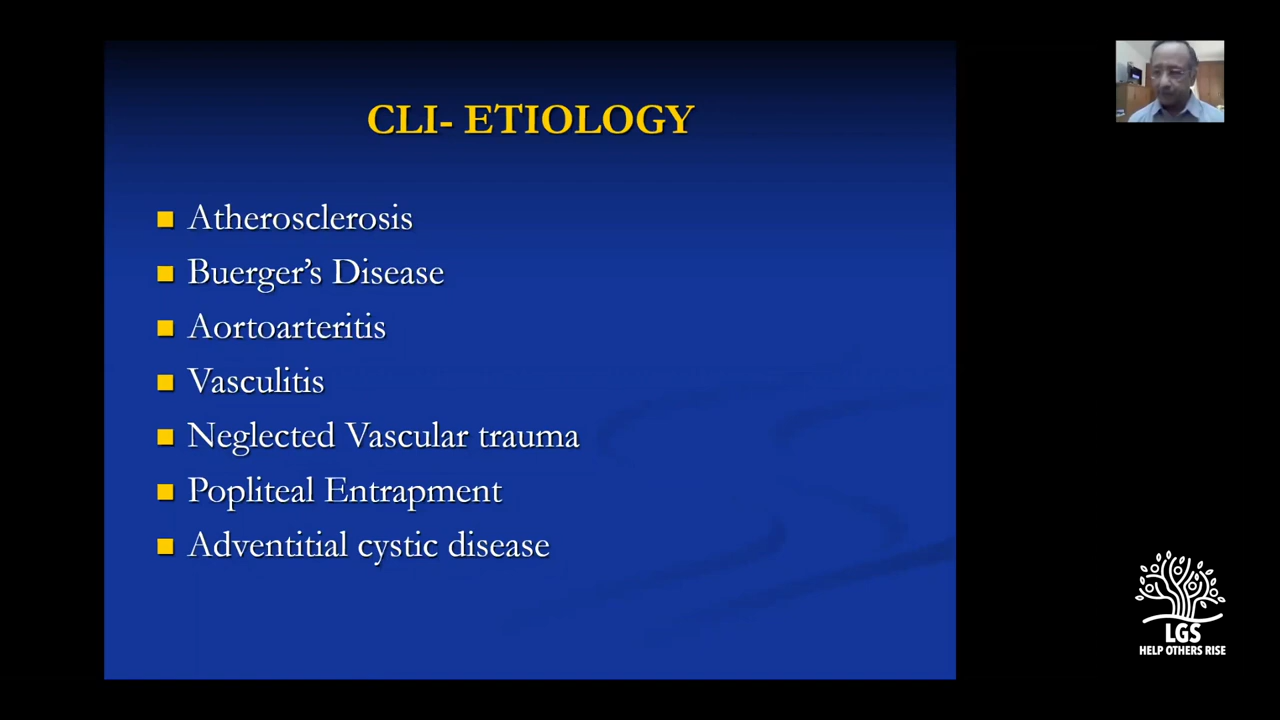 CLI- ETIOLOGY
Atherosclerosis
Buerger’s Disease
Aortoarteritis
Vasculitis
Neglected Vascular trauma
Popliteal Entrapment
Adventitial cystic disease
LGS
HELP OTHERS RISE